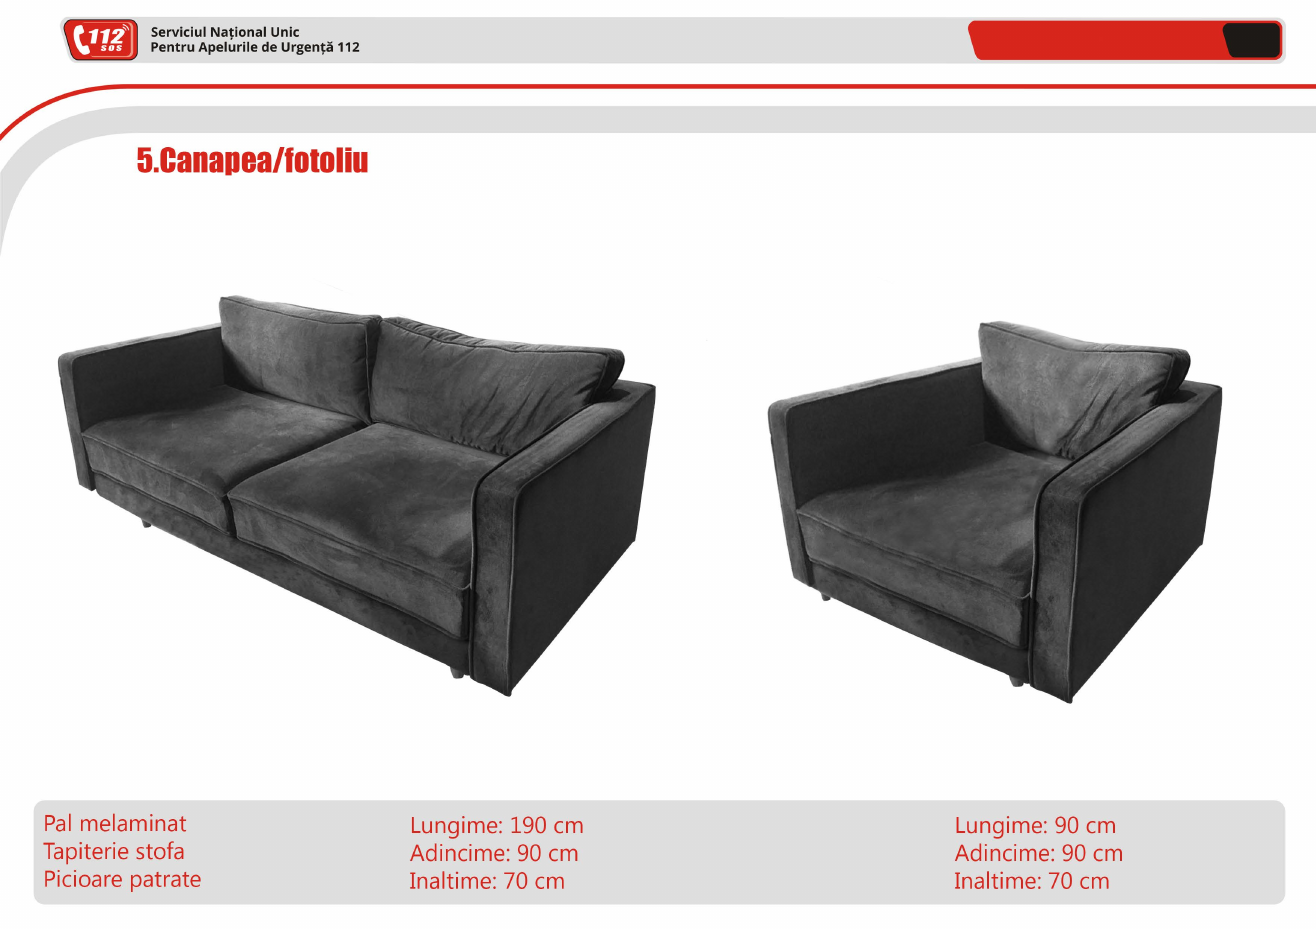 112
SOS
Serviciul Național Unic
Pentru Apelurile de Urgență 112
5.Canapea/fotoliu
Pal melaminat
Tapiterie stofa
Picioare patrate
Lungime: 190 cm
Adincime: 90 cm
Inaltime: 70 cm
Lungime: 90 cm
Adincime: 90 cm
Inaltime: 70 cm